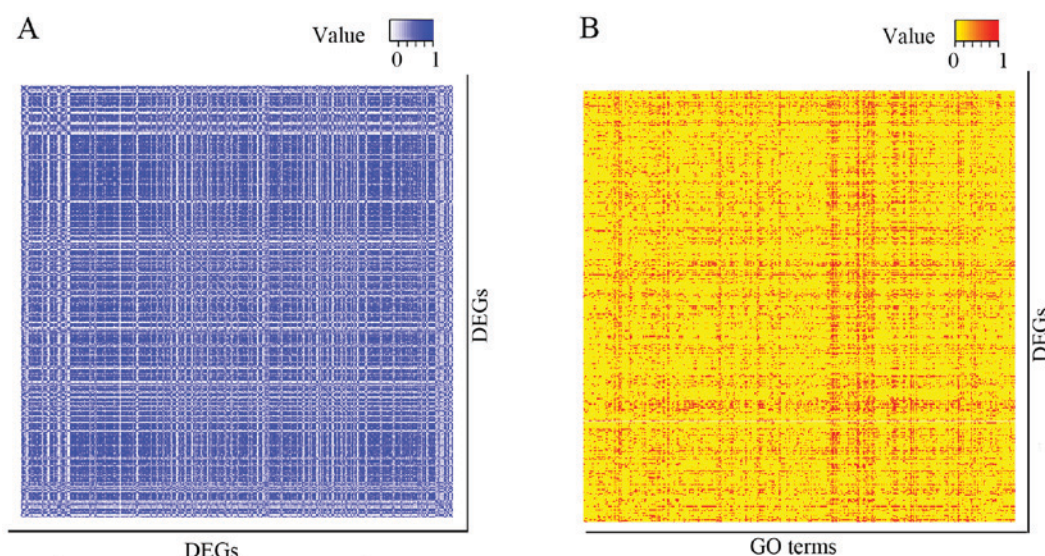 A
Value
0 1
DEGs
DEGs
B
Value
0 1
DEGs
GO terms